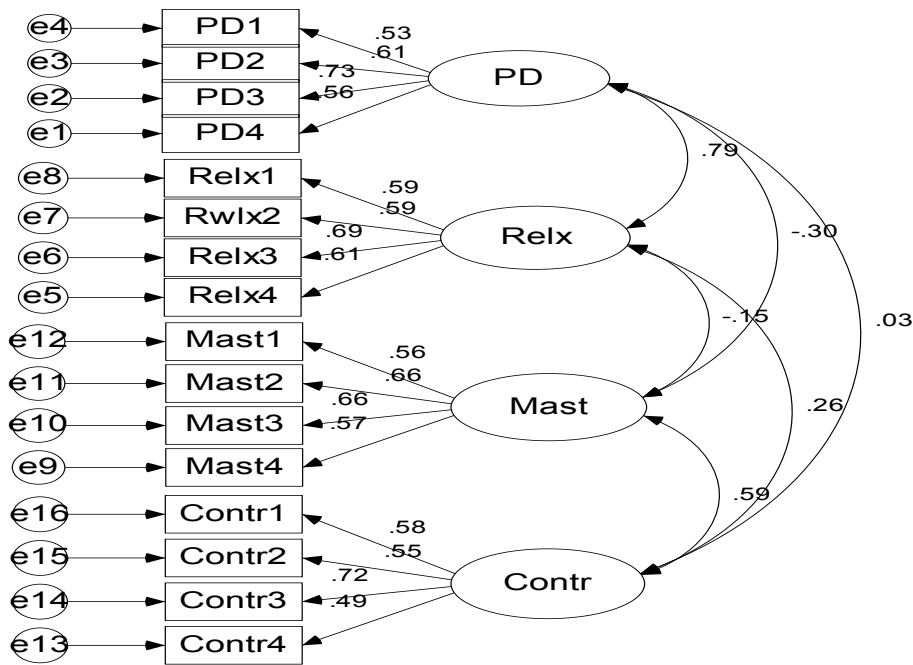 e4 PD1 .53
.61
e3 PD2 .73 PD
e2 PD3 .56
e1 PD4 .79
e8 Relx1 .59
.59
e7 RwIx2 .69 Relx -.30
e6 Relx3 .61
e5 Relx4
-.15 .03
e12 Mast1 .56
.66
e11 Mast2 .66
Mast .26
e10 Mast3 .57
e9 Mast4
.59
e16 Contr1 .58
.55
e15 Contr2 .72
Contr
e14 Contr3 .49
e13 Contr4